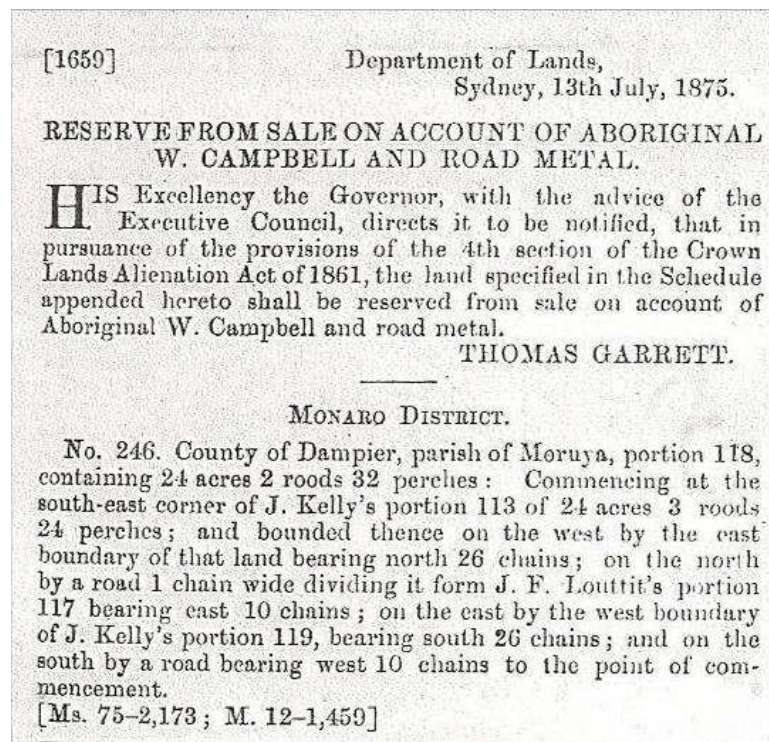 [1659] Department of Lands,
Sydney, 13th July, 1875.
RESERVE FROM SALE ON ACCOUNT OF ABORIGINAL
W. CAMPBELL AND ROAD METAL.
HIS Excellency the Governor, with the advice of the
Executive Council, directs it to be notified, that in
pursuance of the provisions of the 4th section of the Crown
Lands Alienation Act of 1861, the land specified in the Schedule
appended hereto shall be reserved from sale on account of
Aboriginal W. Campbell and road metal.
THOMAS GARRETT.
MONARO DISTRICT.
No. 246. County of Dampier, parish of Moruya, portion 118,
containing 24 acres 2 roods 32 perches: Commencing at the
south-east corner of J. Kelly's portion 113 of 24 acres 3 roods
24 perches; and bounded thence on the west by the east
boundary of that land bearing north 26 chains; on the north
by a road 1 chain wide dividing it form J. F. Louttit's portion
117 bearing east 10 chains; on the east by the west boundary
of J. Kelly's portion 119, bearing south 26 chains; and on the
south by a road bearing west 10 chains to the point of com-
mencement.
[Ms. 75-2,173; M. 12-1,459]